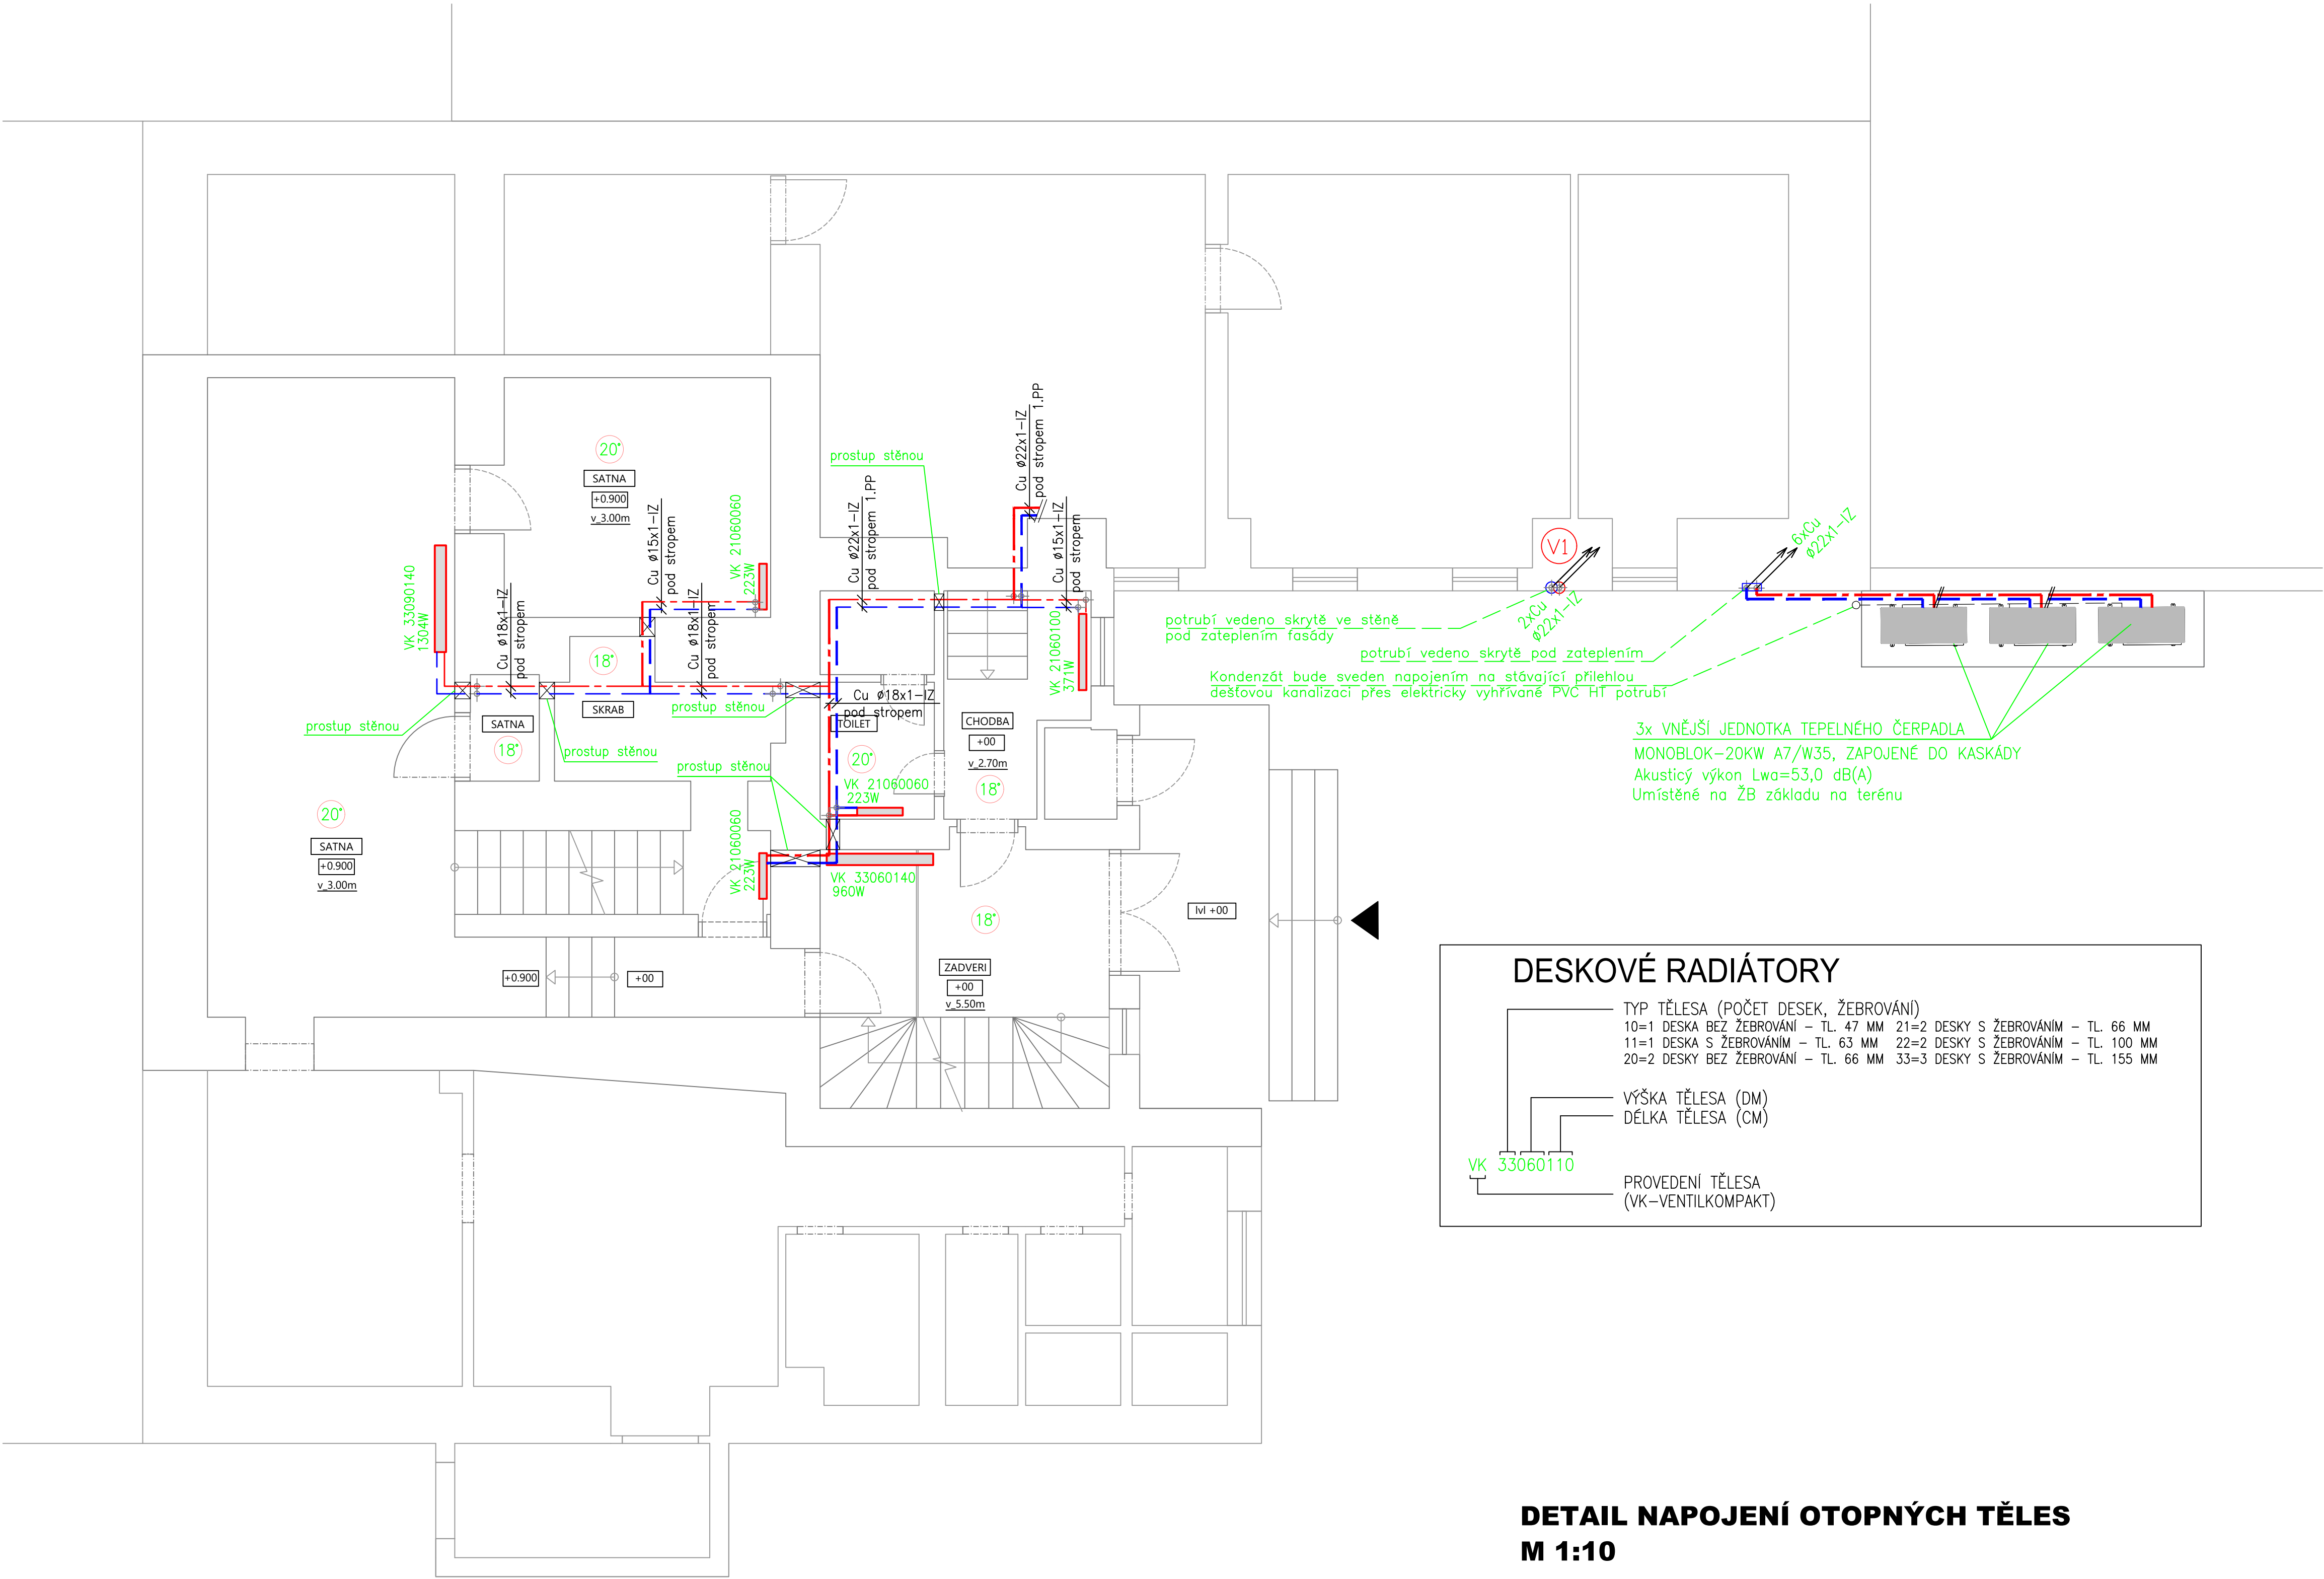 Cu ø22x1-IZ
pod stropem 1.PP
prostup stěnou
20°
SATNA
+0.900
v_3.00m
Cu ø15x1-IZ
pod stropem
VK 21060060
223W
Cu ø22x1-IZ
pod stropem 1.PP
Cu ø15x1-IZ
pod stropem
V1
6xCu
ø22x1-IZ
2xCu
ø22x1-IZ
VK 33090140
1304W
Cu ø18x1-IZ
pod stropem
18°
Cu ø18x1-IZ
pod stropem
VK 21060100
371W
potrubí vedeno skrytě ve stěně
pod zateplením fasády
potrubí vedeno skrytě pod zateplením
Kondenzát bude sveden napojením na stávající přilehlou
dešťovou kanalizaci přes elektricky vyhřívané PVC HT potrubí
prostup stěnou
SATNA
18°
SKRAB
prostup stěnou
prostup stěnou
Cu ø18x1-IZ
pod stropem
TOILET
CHODBA
+00
v_2.70m
18°
prostup stěnou
20°
VK 21060060
223W
3x VNĚJŠÍ JEDNOTKA TEPELNÉHO ČERPADLA
MONOBLOK-20KW A7/W35, ZAPOJENÉ DO KASKÁDY
Akusticý výkon Lwa=53,0 dB(A)
Umístěné na ŽB základu na terénu
20°
SATNA
+0.900
v_3.00m
VK 21060060
223W
VK 33060140
960W
18°
lvl +00
ZADVERI
+00
v_5.50m
+0.900
+00
DESKOVÉ RADIÁTORY
TYP TĚLESA (POČET DESEK, ŽEBROVÁNÍ)
10=1 DESKA BEZ ŽEBROVÁNÍ - TL. 47 MM 21=2 DESKY S ŽEBROVÁNÍM - TL. 66 MM
11=1 DESKA S ŽEBROVÁNÍM - TL. 63 MM 22=2 DESKY S ŽEBROVÁNÍM - TL. 100 MM
20=2 DESKY BEZ ŽEBROVÁNÍ - TL. 66 MM 33=3 DESKY S ŽEBROVÁNÍM - TL. 155 MM
VÝŠKA TĚLESA (DM)
DÉLKA TĚLESA (CM)
VK 33060110
PROVEDENÍ TĚLESA
(VK-VENTILKOMPAKT)
DETAIL NAPOJENÍ OTOPNÝCH TĚLES
M 1:10